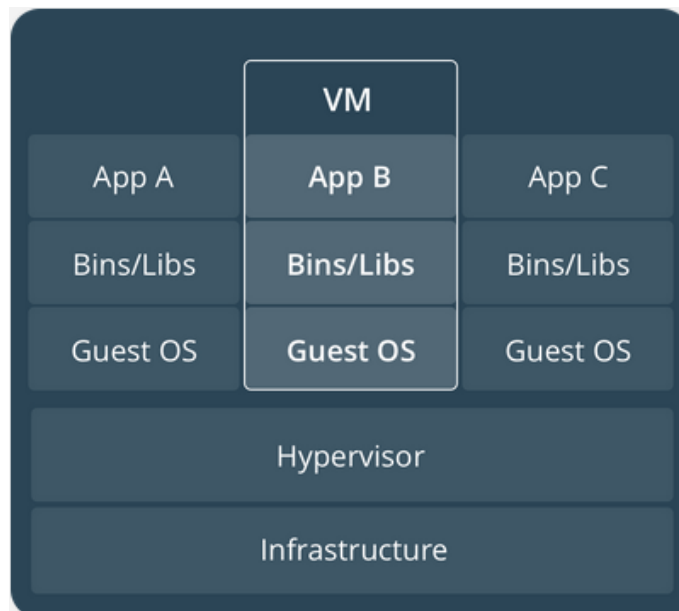 VM
App A App B App C
Bins/Libs Bins/Libs Bins/Libs
Guest OS Guest OS Guest OS
Hypervisor
Infrastructure